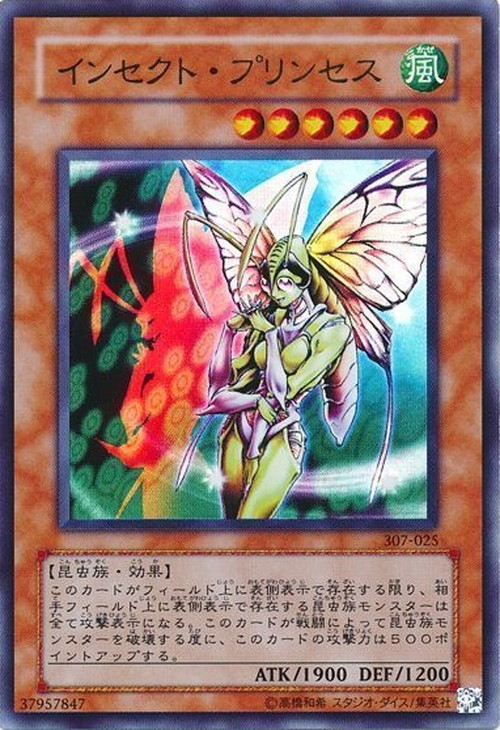 インセクト・プリンセス
風
307-025
【昆虫族・効果】
このカードがフィールド上に表側表示で存在する限り、相
手フィールド上に表側表示で存在する昆虫族モンスターは
全て攻撃表示になる。このカードが戦闘によって昆虫族モ
ンスターを破壊する度に、このカードの攻撃力は500ポ
イントアップする。
ATK/1900 DEF/1200
37957847
©高橋和希 スタジオ・ダイス/集英社